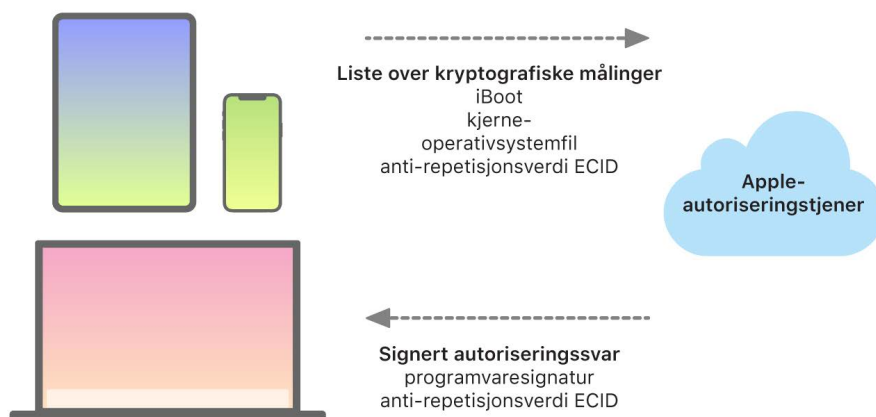 Liste over kryptografiske målinger
iBoot
kjerne-
operativsystemfil
anti-repetisjonsverdi ECID
Apple-
autoriseringstjener
Signert autoriseringssvar
programvaresignatur
anti-repetisjonsverdi ECID